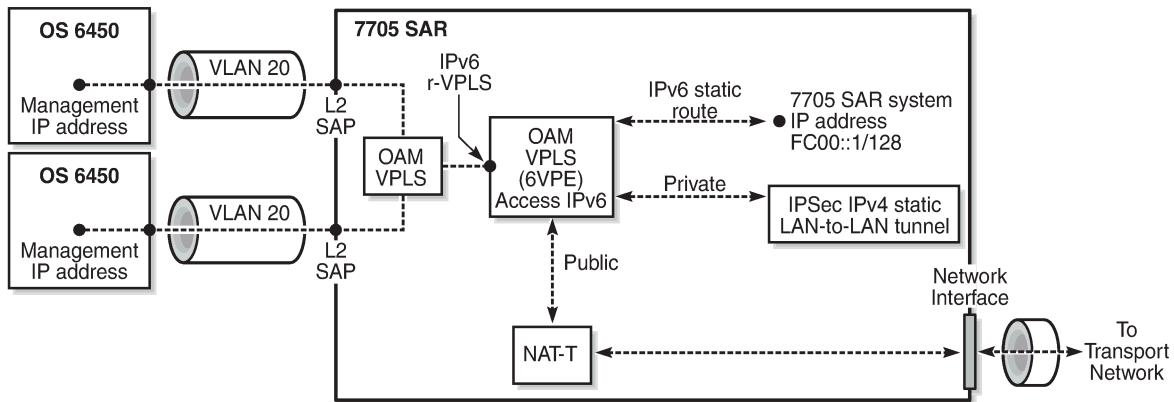 OS 6450
Management
IP address
VLAN 20
L2
SAP
OS 6450
Management
IP address
VLAN 20
L2
SAP
7705 SAR
OAM
VPLS
IPv6
r-VPLS
OAM
VPLS
(6VPE)
Access IPv6
IPv6 static
route
7705 SAR system
IP address
FC00::1/128
Private
IPSec IPv4 static
LAN-to-LAN tunnel
Public
NAT-T
Network
Interface
To
Transport
Network